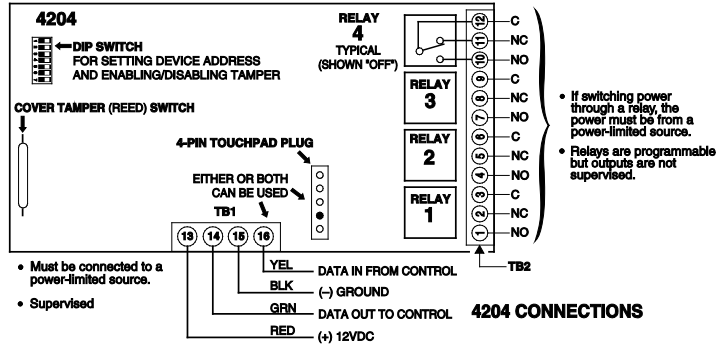 4204
DIP SWITCH
FOR SETTING DEVICE ADDRESS
AND ENABLING/DISABLING TAMPER
COVER TAMPER (REED) SWITCH
4-PIN TOUCHPAD PLUG
EITHER OR BOTH
CAN BE USED
TB1
13 14 15 16
RELAY
4
TYPICAL
(SHOWN "OFF")
RELAY
3
RELAY
2
RELAY
1
12 C
11 NC
10 NO
9 C
8 NC
7 NO
6 C
5 NC
4 NO
3 C
2 NC
1 NO
TB2
• If switching power
through a relay, the
power must be from a
power-limited source.
• Relays are programmable
but outputs are not
supervised.
• Must be connected to a
power-limited source.
• Supervised
YEL DATA IN FROM CONTROL
BLK (–) GROUND
GRN DATA OUT TO CONTROL
RED (+) 12VDC
4204 CONNECTIONS